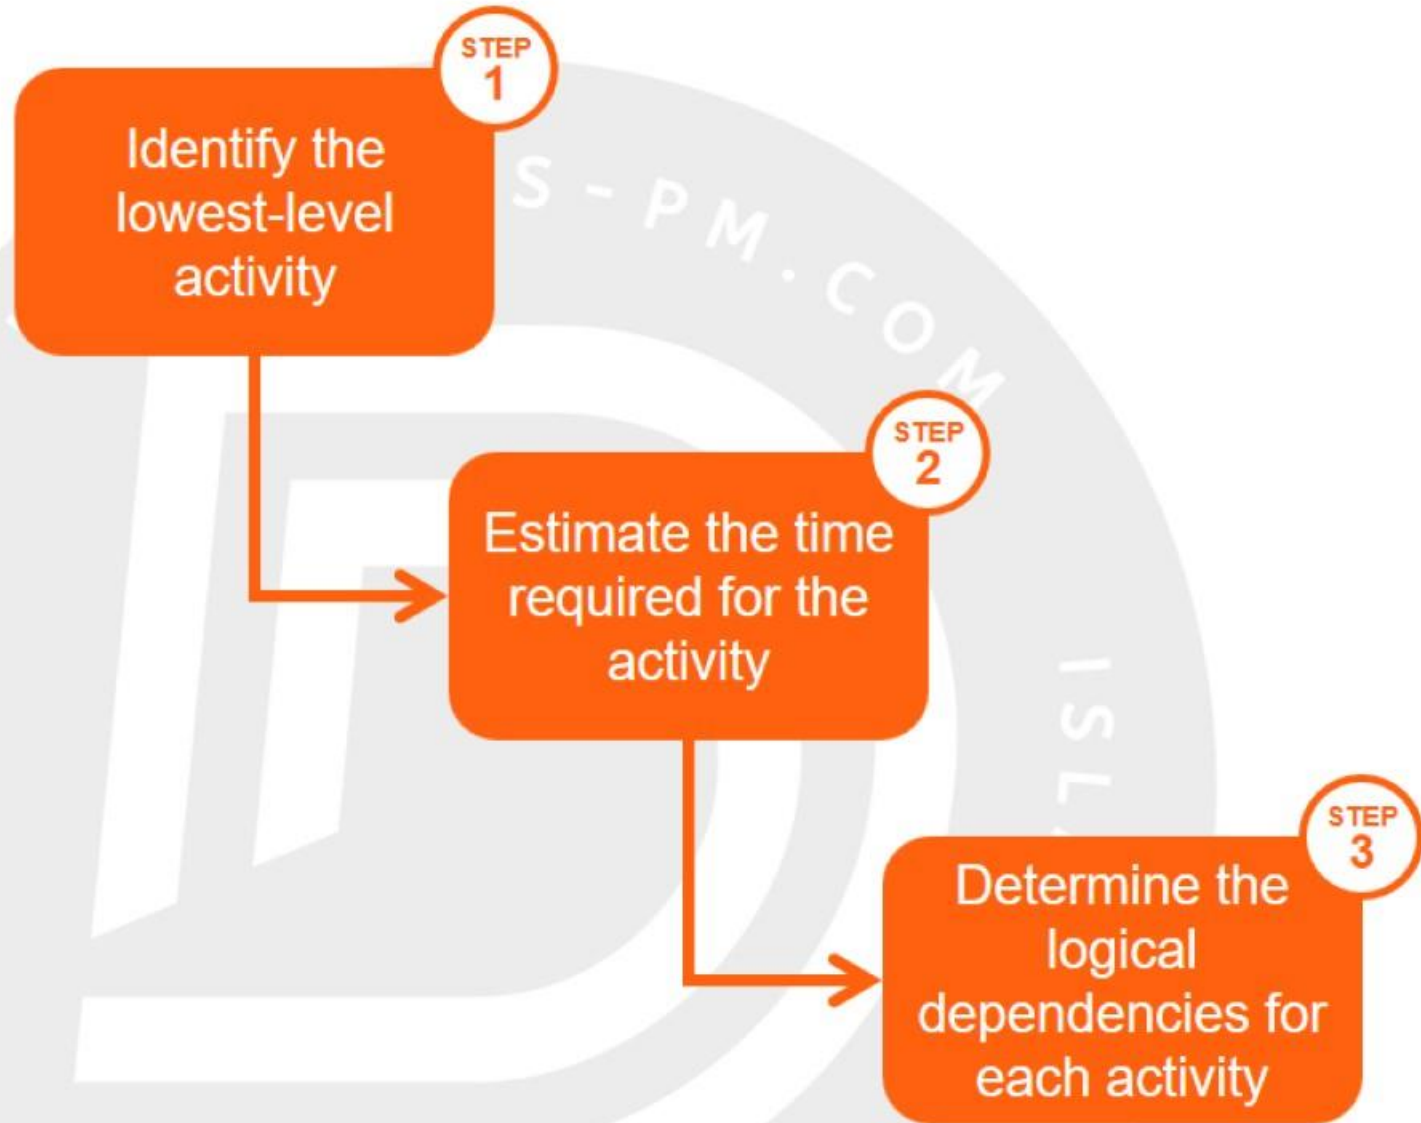 STEP
1
Identify the
lowest-level
activity
S-PM.COM
STEP
2
Estimate the time
required for the
activity
ISL
STEP
3
Determine the
logical
dependencies for
each activity